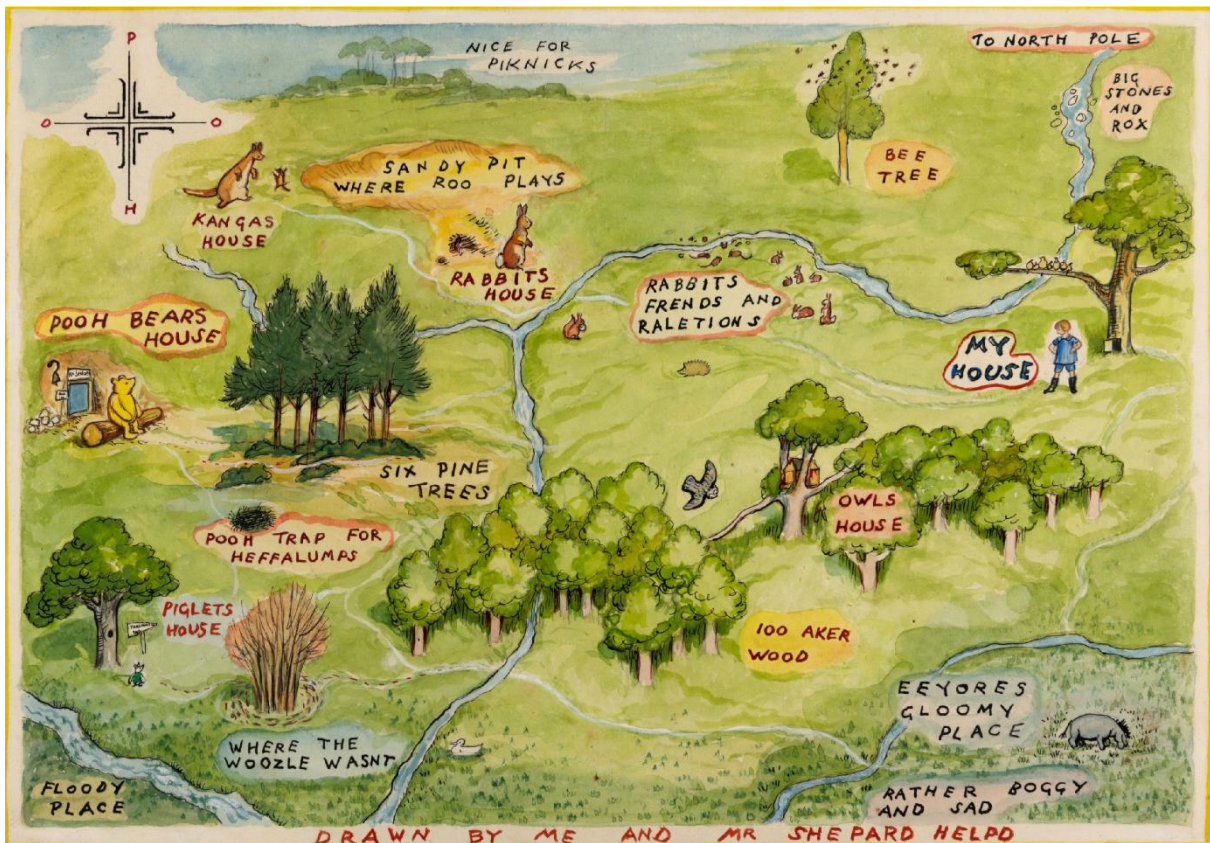 P
O
O
H
NICE FOR
PIKNICKS
TO NORTH POLE
BIG
STONES
AND
ROX
BEE
TREE
SANDY PIT
WHERE ROO PLAYS
KANGAS
HOUSE
RABBITS
HOUSE
RABBITS
FRENDS AND
RALETIONS
POOH BEARS
HOUSE
MY
HOUSE
SIX PINE
TREES
OWLS
HOUSE
POOH TRAP FOR
HEFFALUMPS
PIGLETS
HOUSE
100 AKER
WOOD
EEYORES
GLOOMY
PLACE
WHERE THE
WOOZLE WASNT
FLOODY
PLACE
RATHER BOGGY
AND SAD
DRAWN BY ME AND MR SHEPARD HELPD